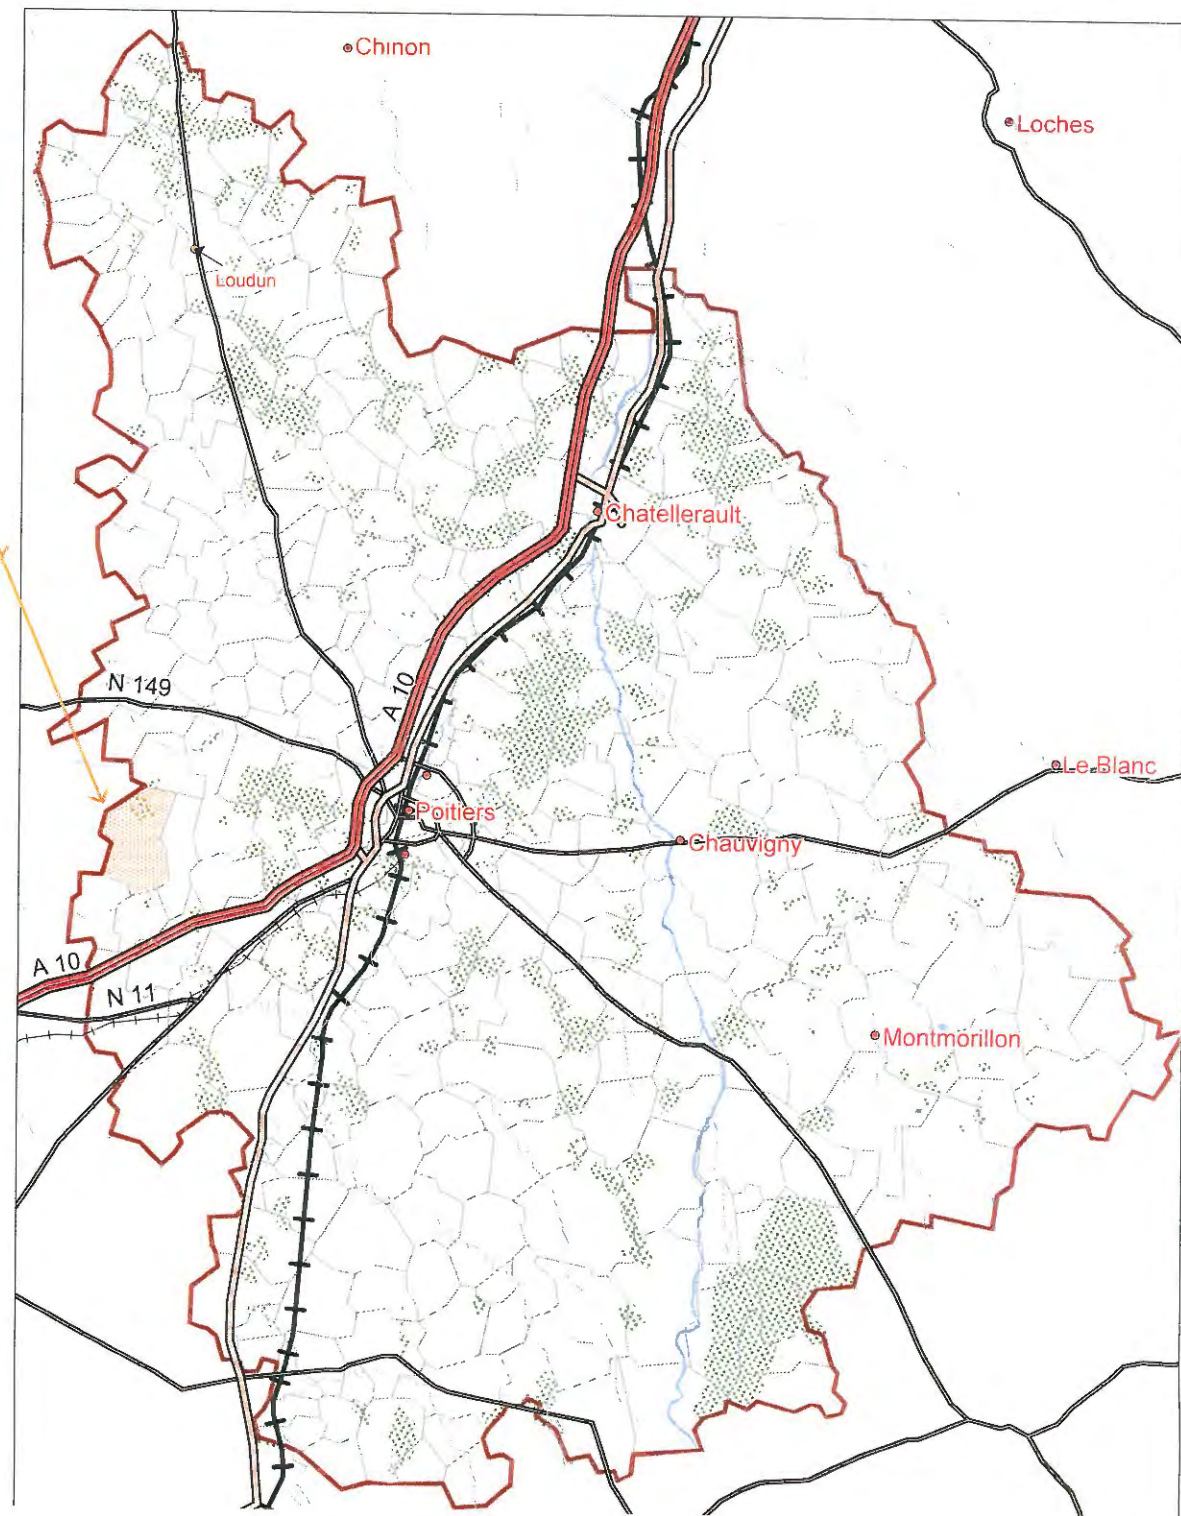 Chinon
Loches
Loudun
Chatellerault
N 149
A 10
Le Blanc
Poitiers
Chauvigny
A 10
N 11
Montmorillon